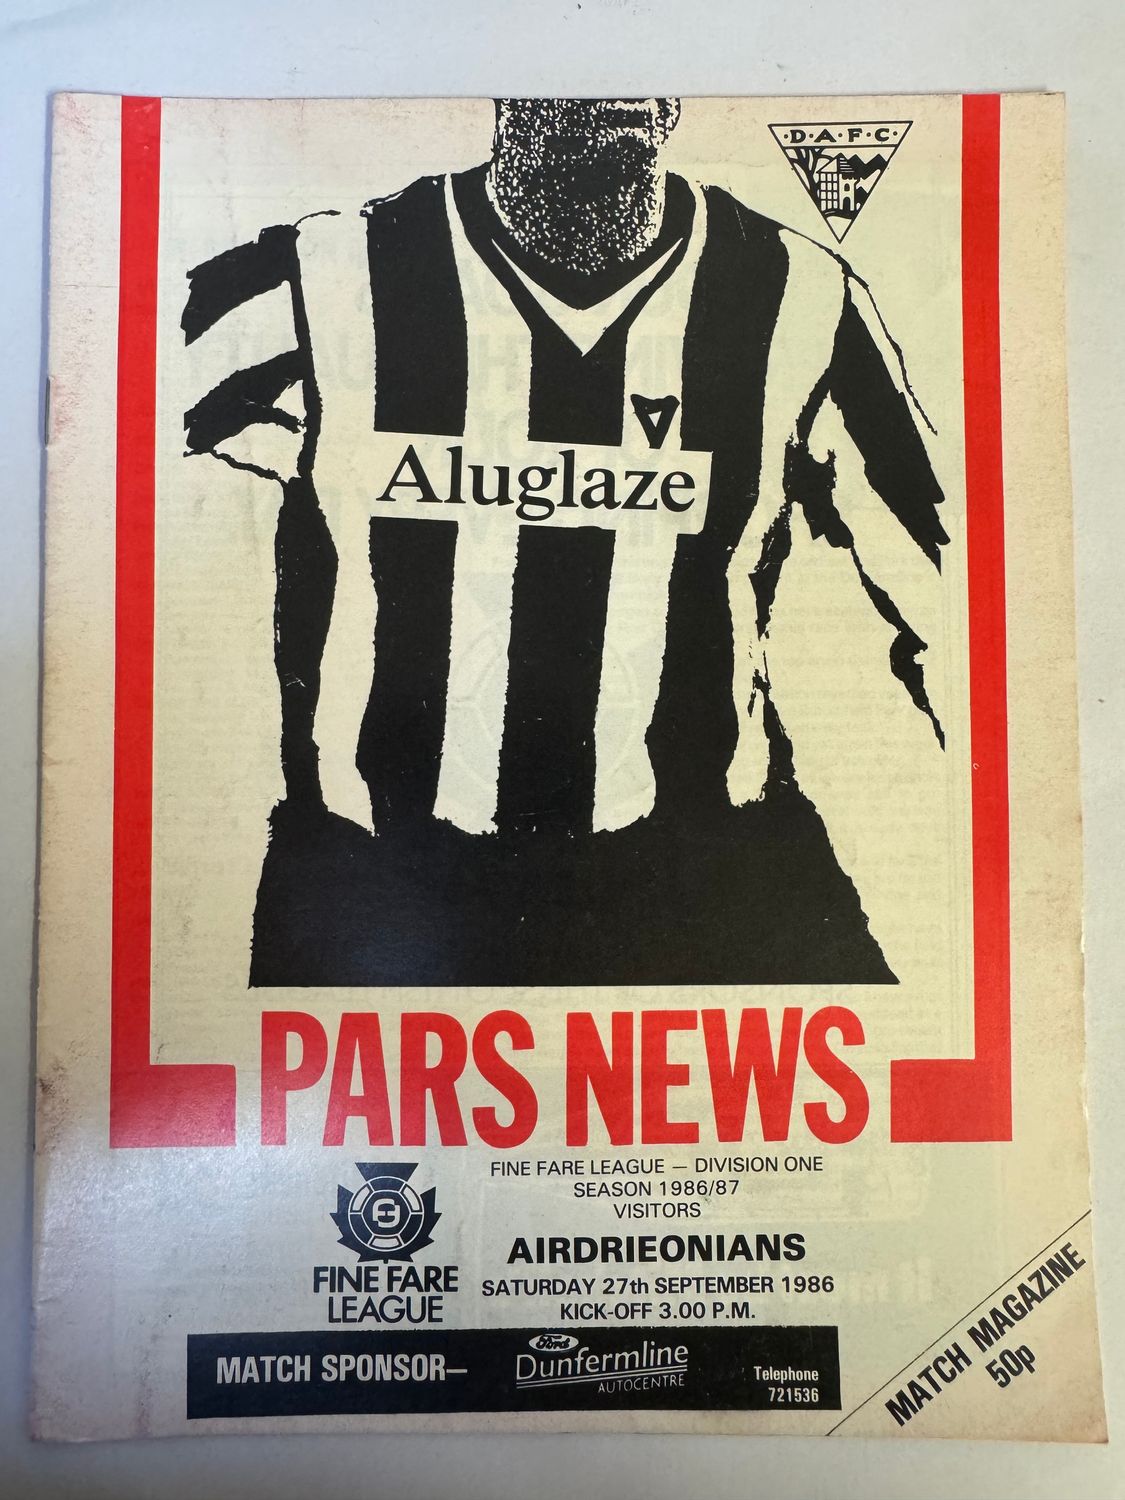 D·A·F·C·
Aluglaze
PARS NEWS
FINE FARE LEAGUE — DIVISION ONE
SEASON 1986/87
VISITORS
AIRDRIEONIANS
SATURDAY 27th SEPTEMBER 1986
KICK-OFF 3.00 P.M.
FINE FARE
LEAGUE
MATCH SPONSOR—
Ford
Dunfermline
AUTOCENTRE
Telephone
721536
MATCH MAGAZINE
50p